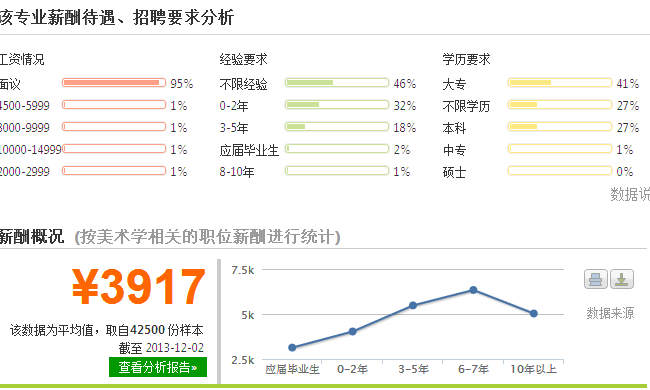 该专业薪酬待遇、招聘要求分析
工资情况 经验要求 学历要求
面议 95% 不限经验 46% 大专 41%
4500-5999 1% 0-2年 32% 不限学历 27%
8000-9999 1% 3-5年 18% 本科 27%
10000-14999 1% 应届毕业生 2% 中专 1%
2000-2999 1% 8-10年 1% 硕士 0%
数据说
薪酬概况 (按美术学相关的职位薪酬进行统计)
¥3917
该数据为平均值，取自42500份样本
截至 2013-12-02
查看分析报告»
7.5k
5k
2.5k
应届毕业生 0-2年 3-5年 6-7年 10年以上
数据来源